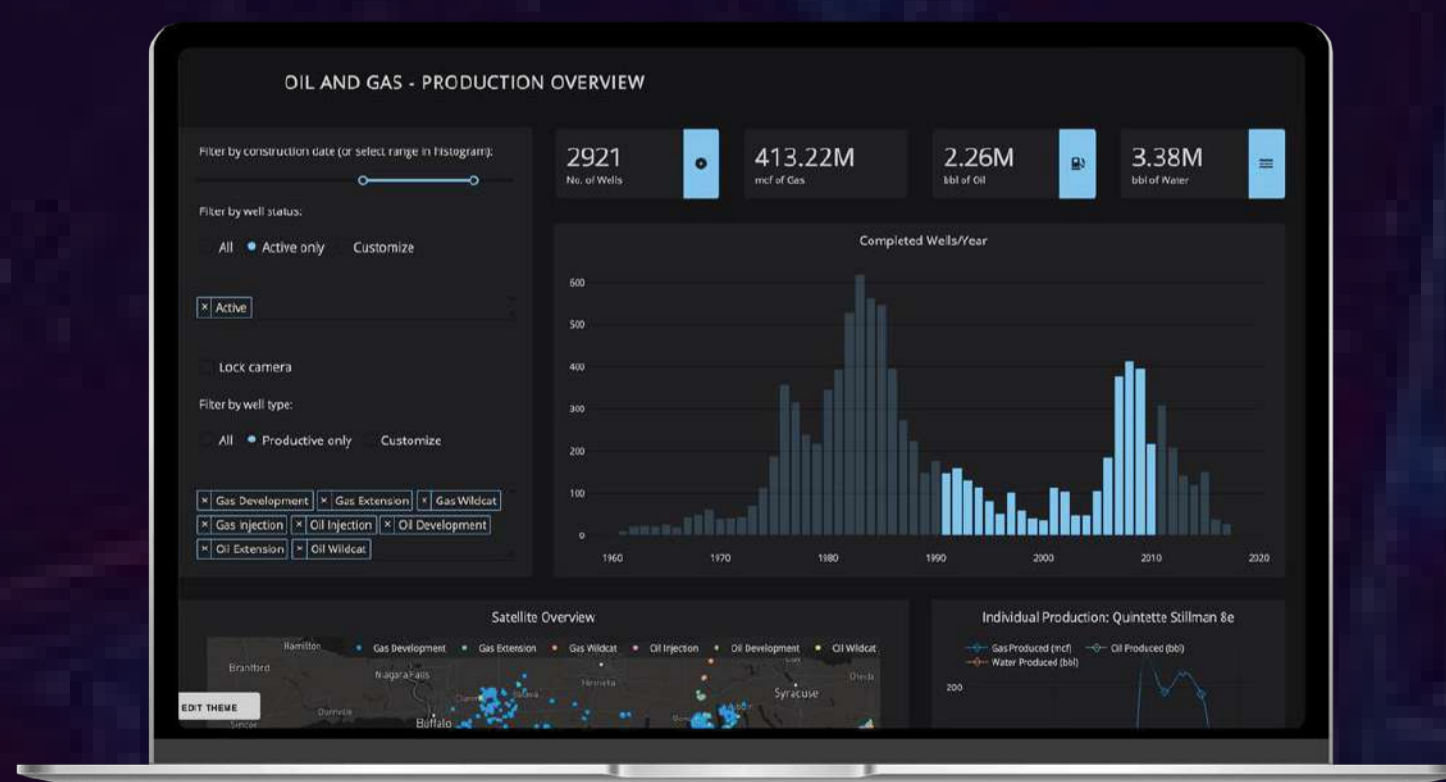 OIL AND GAS - PRODUCTION OVERVIEW
Filter by construction date (or select range in histogram):
Filter by well status:
All Active only Customize
× Active
Lock camera
Filter by well type:
All Productive only Customize
× Gas Development × Gas Extension × Gas Wildcat
× Gas injection × Oil Injection × Oil Development
× Oil Extension × Oil Wildcat
2921
No. of Wells
413.22M
mcf of Gas
2.26M
bbl of Oil
3.38M
bbl of Water
Completed Wells/Year
600
500
400
300
200
100
0
1960 1970 1980 1990 2000 2010 2020
Satellite Overview
Gas Development Gas Extension Gas Wildcat Oil Injection Oil Development Oil Wildcat
Hamilton
Brantford
Niagara Falls
Henrietta
Syracuse
Oneida
Dunnville
Buffalo
Simcoe
Batavia
Auburn
EDIT THEME
Individual Production: Quintette Stillman 8e
Gas Produced (mcf) Oil Produced (bbl)
Water Produced (bbl)
200